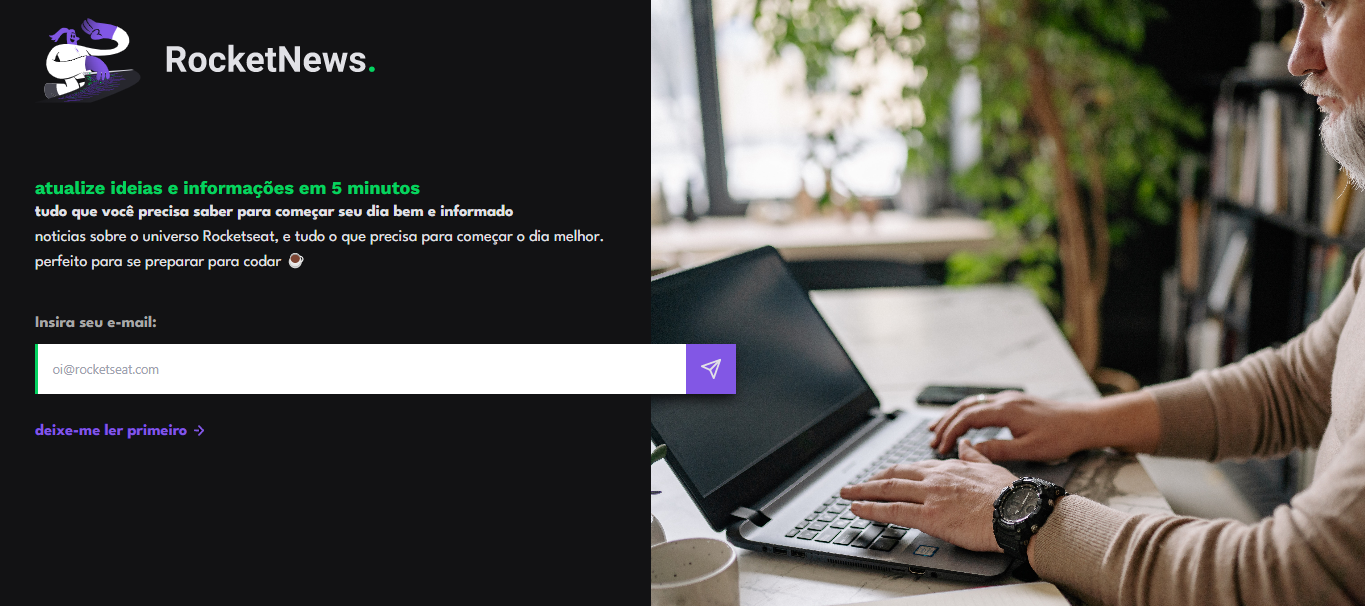 RocketNews.
atualize ideias e informações em 5 minutos
tudo que você precisa saber para começar seu dia bem e informado
noticias sobre o universo Rocketseat, e tudo o que precisa para começar o dia melhor.
perfeito para se preparar para codar ☕
Insira seu e-mail:
oi@rocketseat.com
deixe-me ler primeiro →